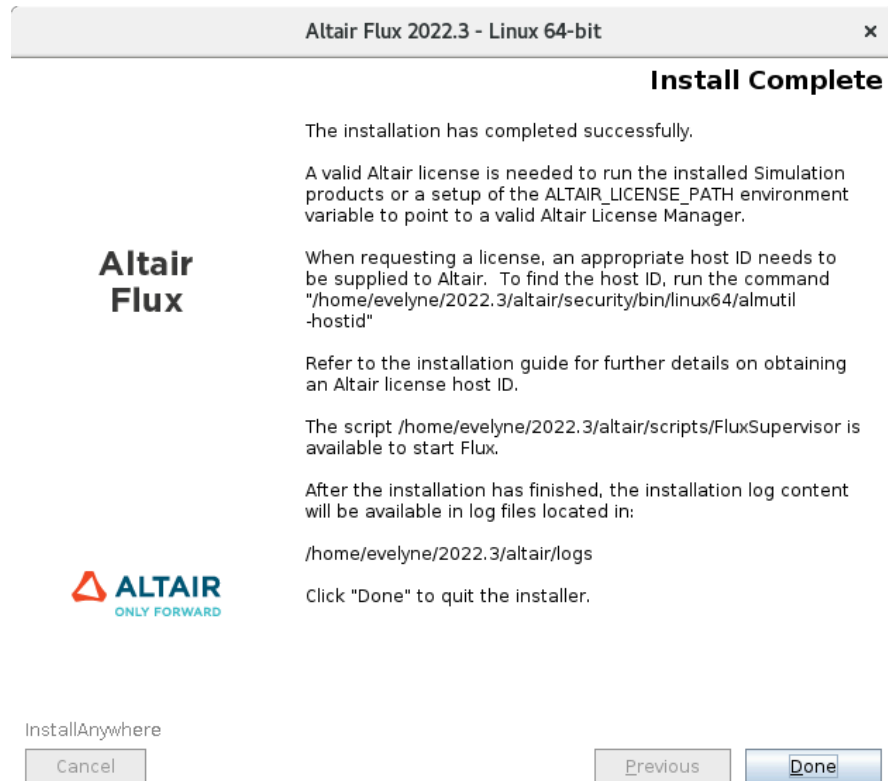 Altair Flux 2022.3 - Linux 64-bit
×
Install Complete
The installation has completed successfully.
A valid Altair license is needed to run the installed Simulation
products or a setup of the ALTAIR_LICENSE_PATH environment
variable to point to a valid Altair License Manager.
When requesting a license, an appropriate host ID needs to
be supplied to Altair.  To find the host ID, run the command
"/home/evelyne/2022.3/altair/security/bin/linux64/almutil
-hostid"
Refer to the installation guide for further details on obtaining
an Altair license host ID.
The script /home/evelyne/2022.3/altair/scripts/FluxSupervisor is
available to start Flux.
After the installation has finished, the installation log content
will be available in log files located in:
/home/evelyne/2022.3/altair/logs
Click "Done" to quit the installer.
Altair
Flux
ALTAIR
ONLY FORWARD
InstallAnywhere
Cancel
Previous
Done